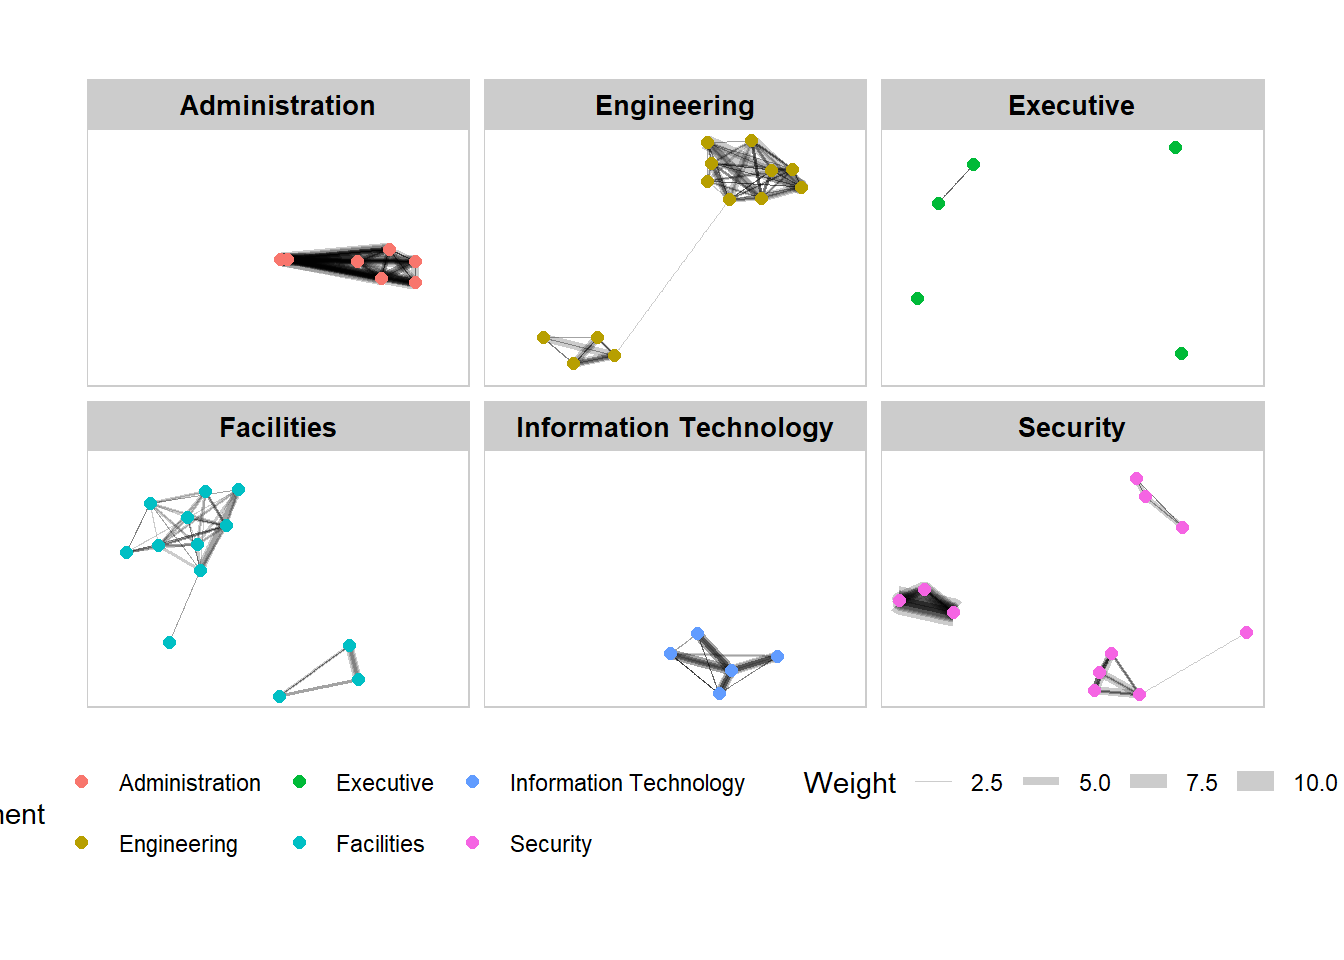 Administration
Engineering
Executive
Facilities
Information Technology
Security
Administration
Executive
Information Technology
Engineering
Facilities
Security
Weight
2.5
5.0
7.5
10.0